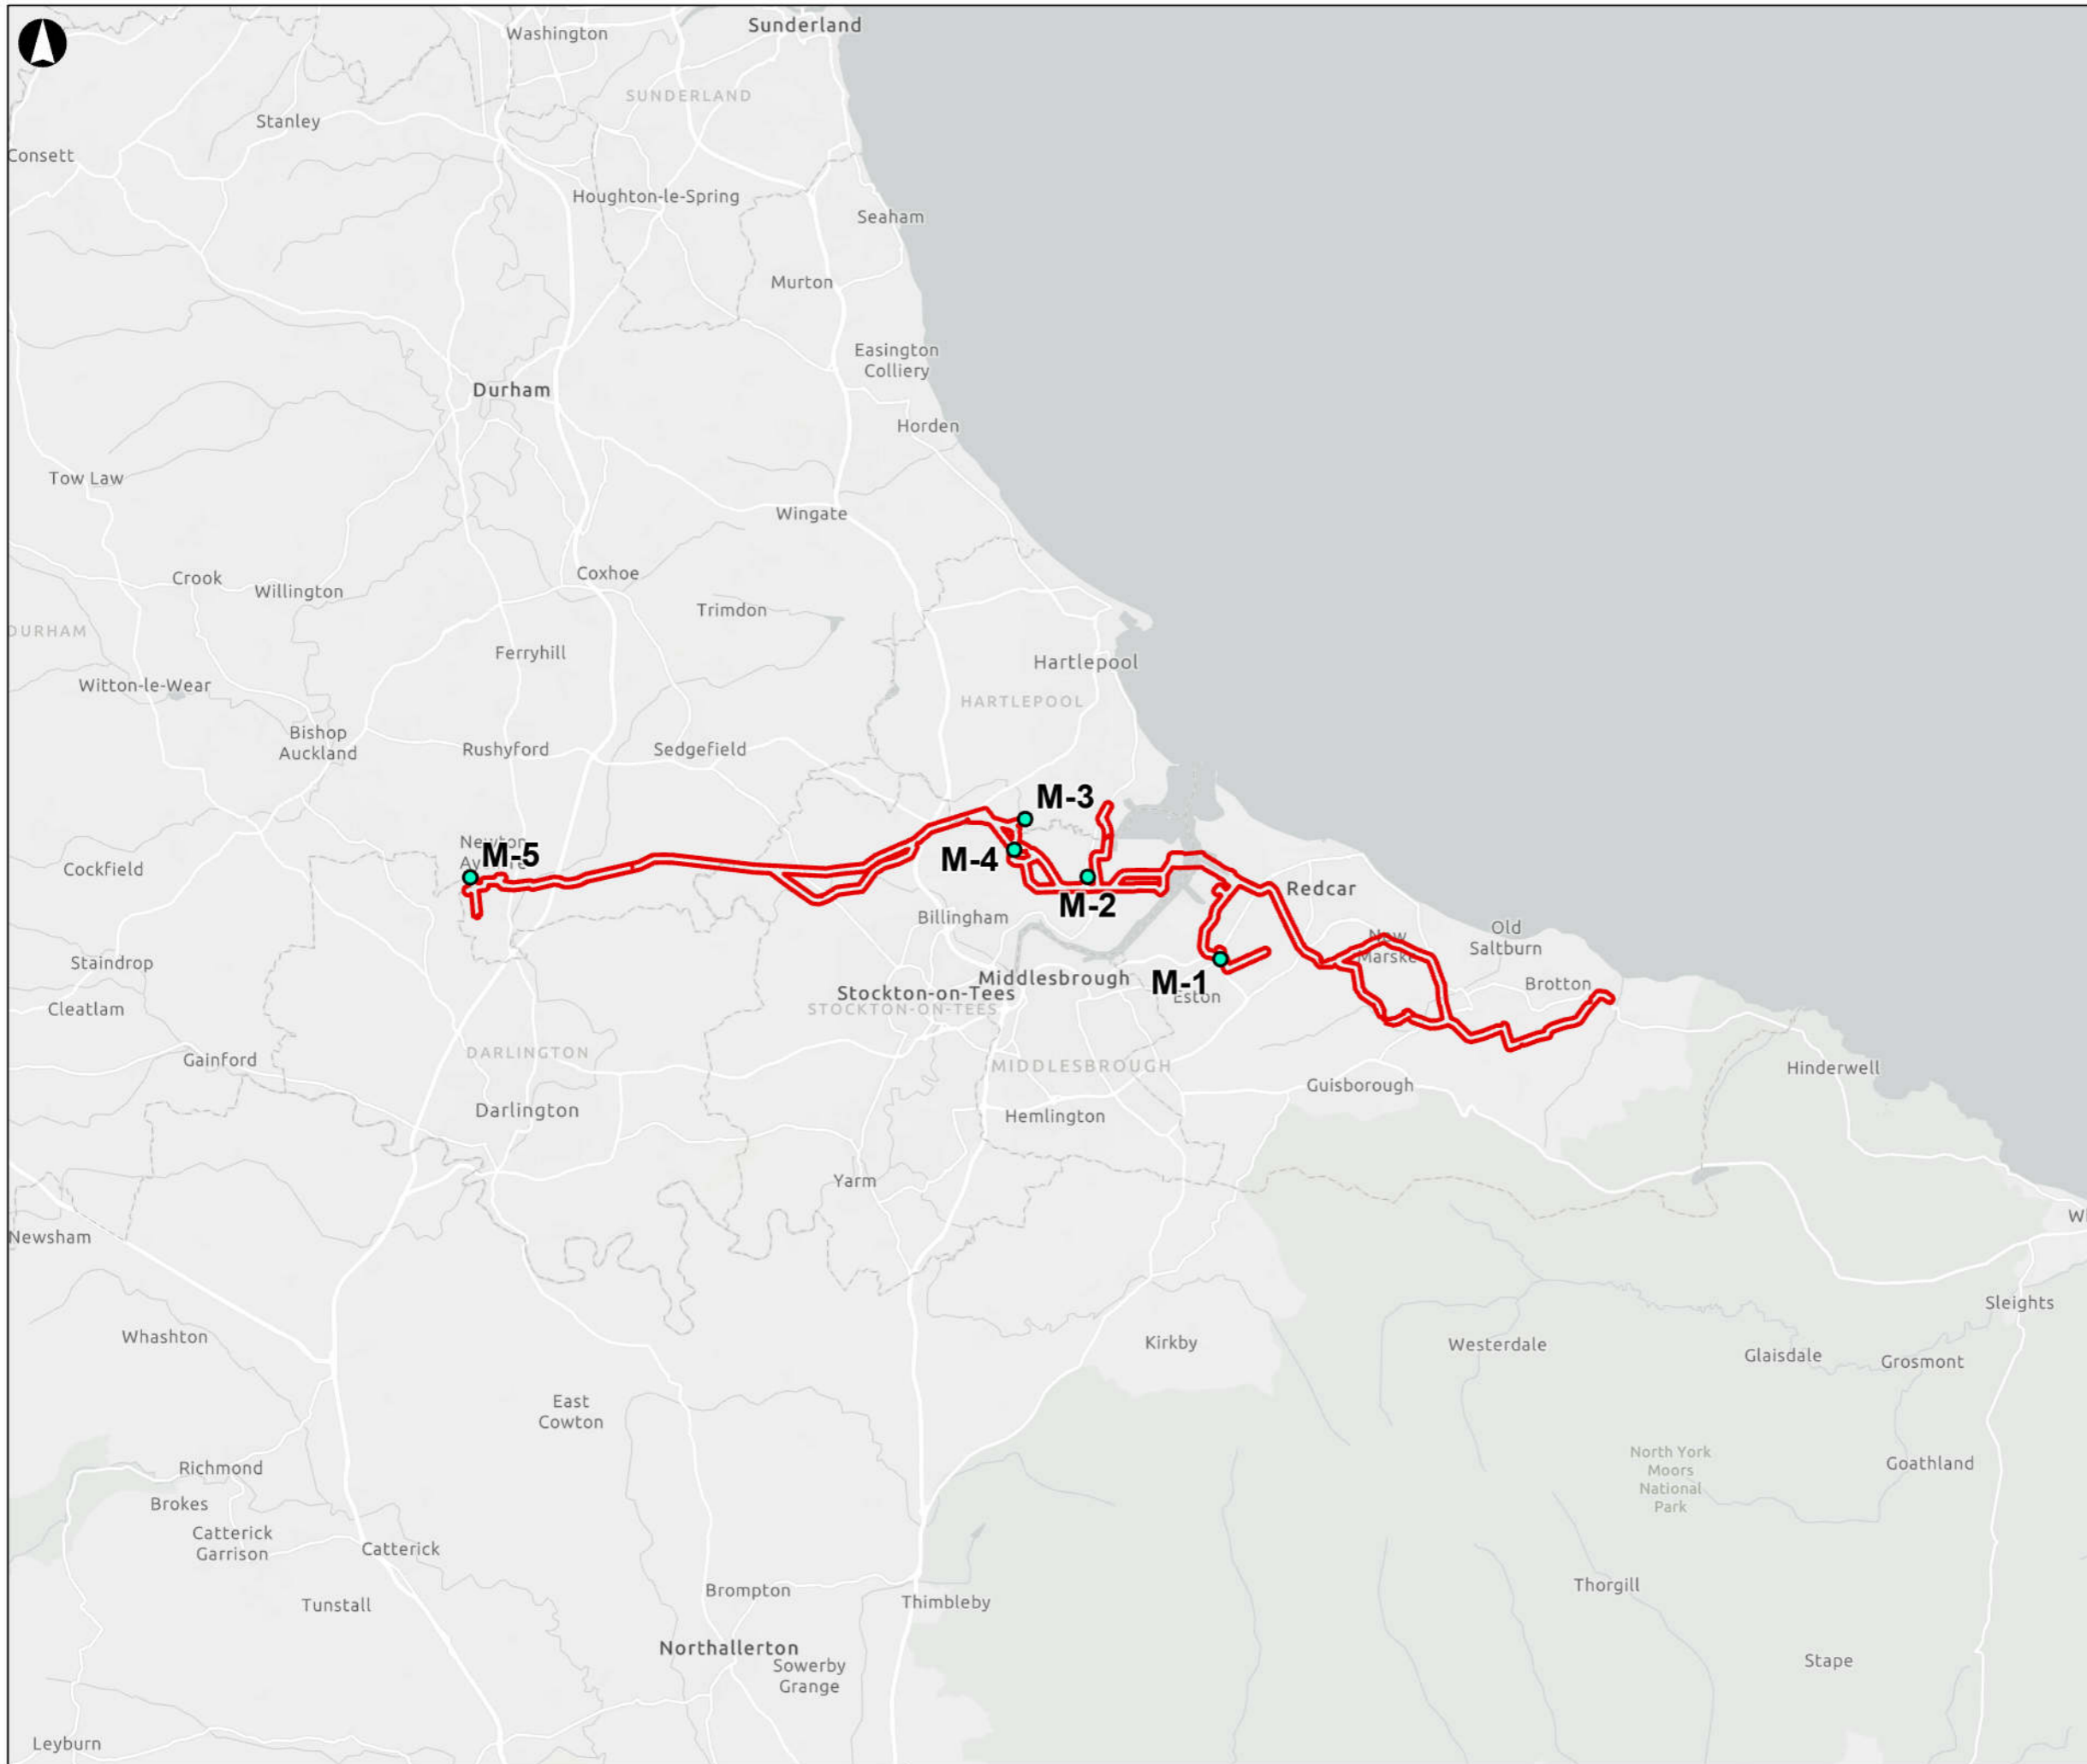 Sunderland
Washington
SUNDERLAND
Stanley
Consett
Houghton-le-Spring
Seaham
Murton
Easington
Colliery
Durham
Horden
Tow Law
Wingate
Coxhoe
Crook
Willington
Trimdon
DURHAM
Ferryhill
Hartlepool
Witton-le-Wear
HARTLEPOOL
Bishop
Auckland
Rushyford
Sedgefield
M-3
Newton
M-5
M-4
Cockfield
Redcar
M-2
Billingham
Old
Saltburn
New
Marske
Staindrop
Middlesbrough
M-1
Brotton
Stockton-on-Tees
Eston
Cleatlam
STOCKTON-ON-TEES
DARLINGTON
Gainford
MIDDLESBROUGH
Hinderwell
Guisborough
Darlington
Hemlington
Yarm
Newsham
Sleights
Whashton
Kirkby
Westerdale
Glaisdale
Grosmont
East
Cowton
North York
Moors
National
Park
Goathland
Richmond
Brokes
Catterick
Garrison
Catterick
Thorgill
Brompton
Thimbleby
Tunstall
Northallerton
Sowerby
Grange
Stape
Leyburn